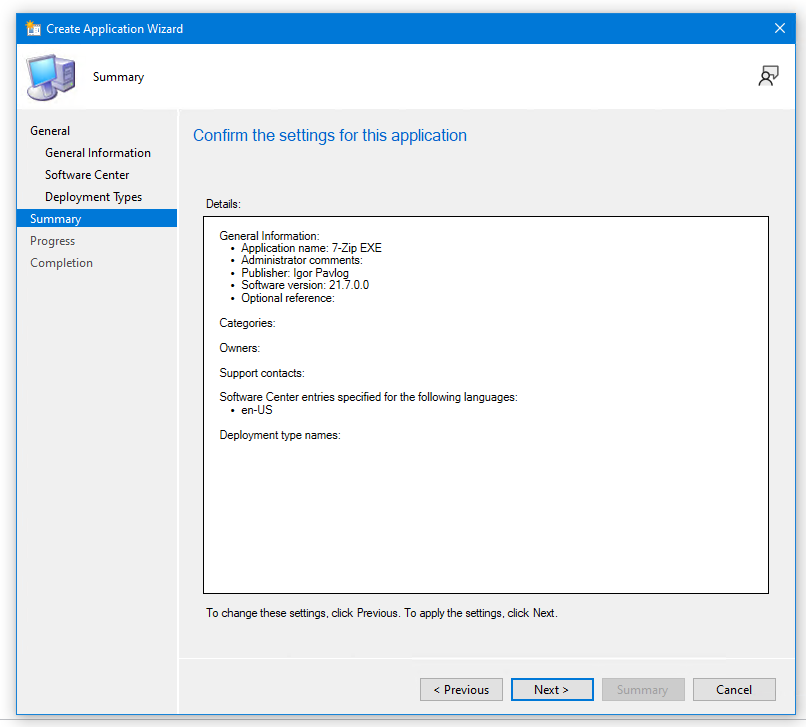 Create Application Wizard
Summary
General
General Information
Software Center
Deployment Types
Summary
Progress
Completion
Confirm the settings for this application
Details:
General Information:
• Application name: 7-Zip EXE
• Administrator comments:
• Publisher: Igor Pavlog
• Software version: 21.7.0.0
• Optional reference:
Categories:
Owners:
Support contacts:
Software Center entries specified for the following languages:
• en-US
Deployment type names:
To change these settings, click Previous. To apply the settings, click Next.
< Previous
Next >
Summary
Cancel